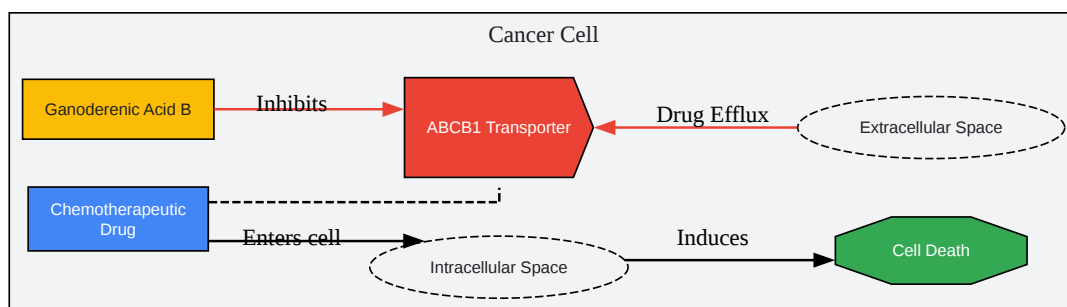 Cancer Cell
Ganoderenic Acid B
Inhibits
ABCB1 Transporter
Drug Efflux
Extracellular Space
Chemotherapeutic
Drug
Enters cell
Intracellular Space
Induces
Cell Death